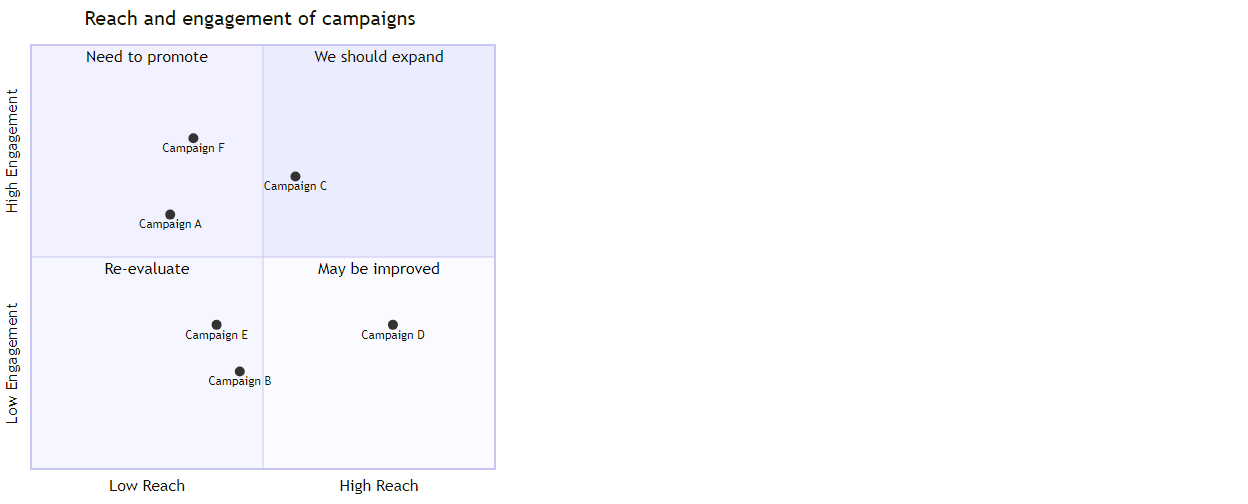 Reach and engagement of campaigns
Need to promote
We should expand
High Engagement
Campaign F
Campaign C
Campaign A
Re-evaluate
May be improved
Low Engagement
Campaign E
Campaign D
Campaign B
Low Reach
High Reach